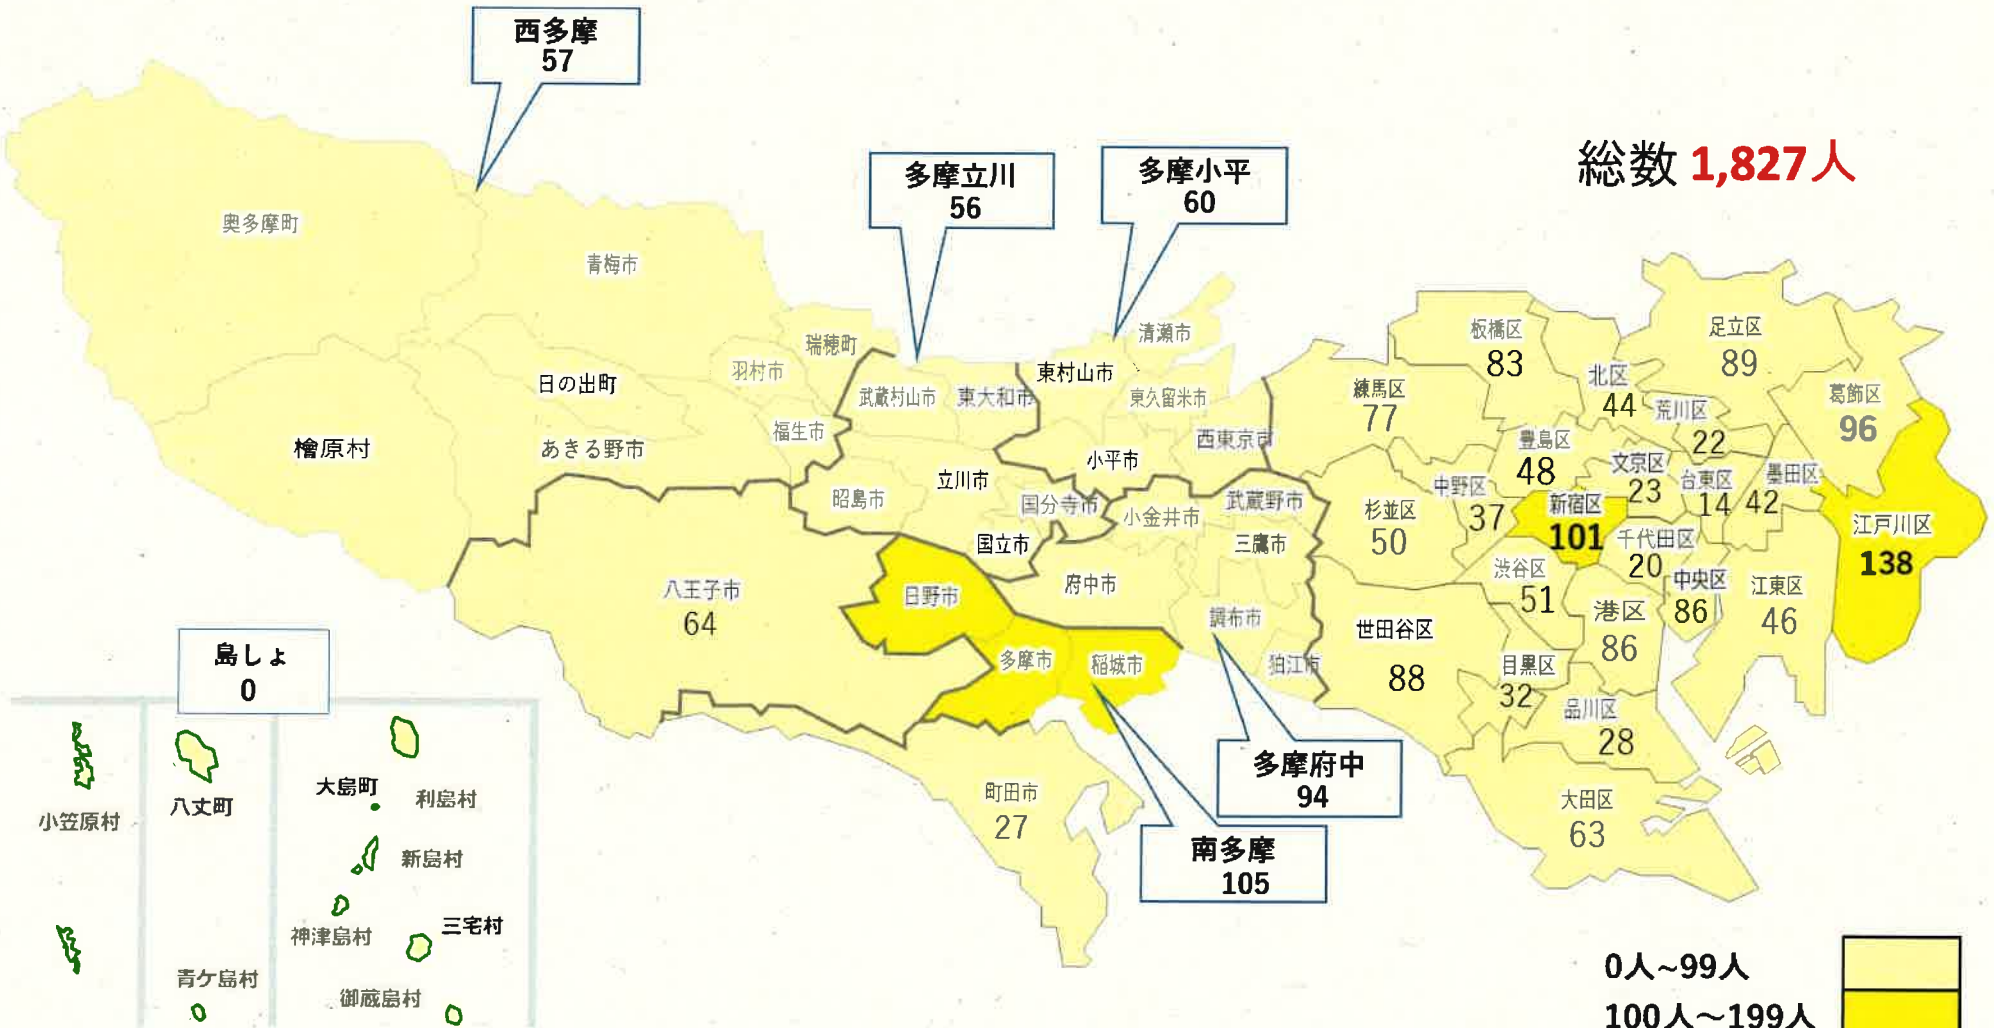 西多摩
57
多摩立川
56
多摩小平
60
総数 1,827人
奥多摩町
青梅市
瑞穂町
羽村市
日の出町
福生市
あきる野市
檜原村
武蔵村山市
東大和市
東村山市
清瀬市
東久留米市
西東京市
小平市
立川市
昭島市
国分寺市
小金井市
武蔵野市
国立市
三鷹市
府中市
調布市
狛江市
八王子市
64
日野市
多摩市
稲城市
町田市
27
多摩府中
94
南多摩
105
板橋区
83
練馬区
77
北区
44
足立区
89
葛飾区
96
荒川区
22
豊島区
48
文京区
23
台東区
14
墨田区
42
中野区
37
杉並区
50
新宿区
101
千代田区
20
江戸川区
138
渋谷区
51
中央区
86
港区
86
江東区
46
世田谷区
88
目黒区
32
品川区
28
大田区
63
島しょ
0
小笠原村
八丈町
青ケ島村
大島町
利島村
新島村
神津島村
三宅村
御蔵島村
0人~99人
100人～199人